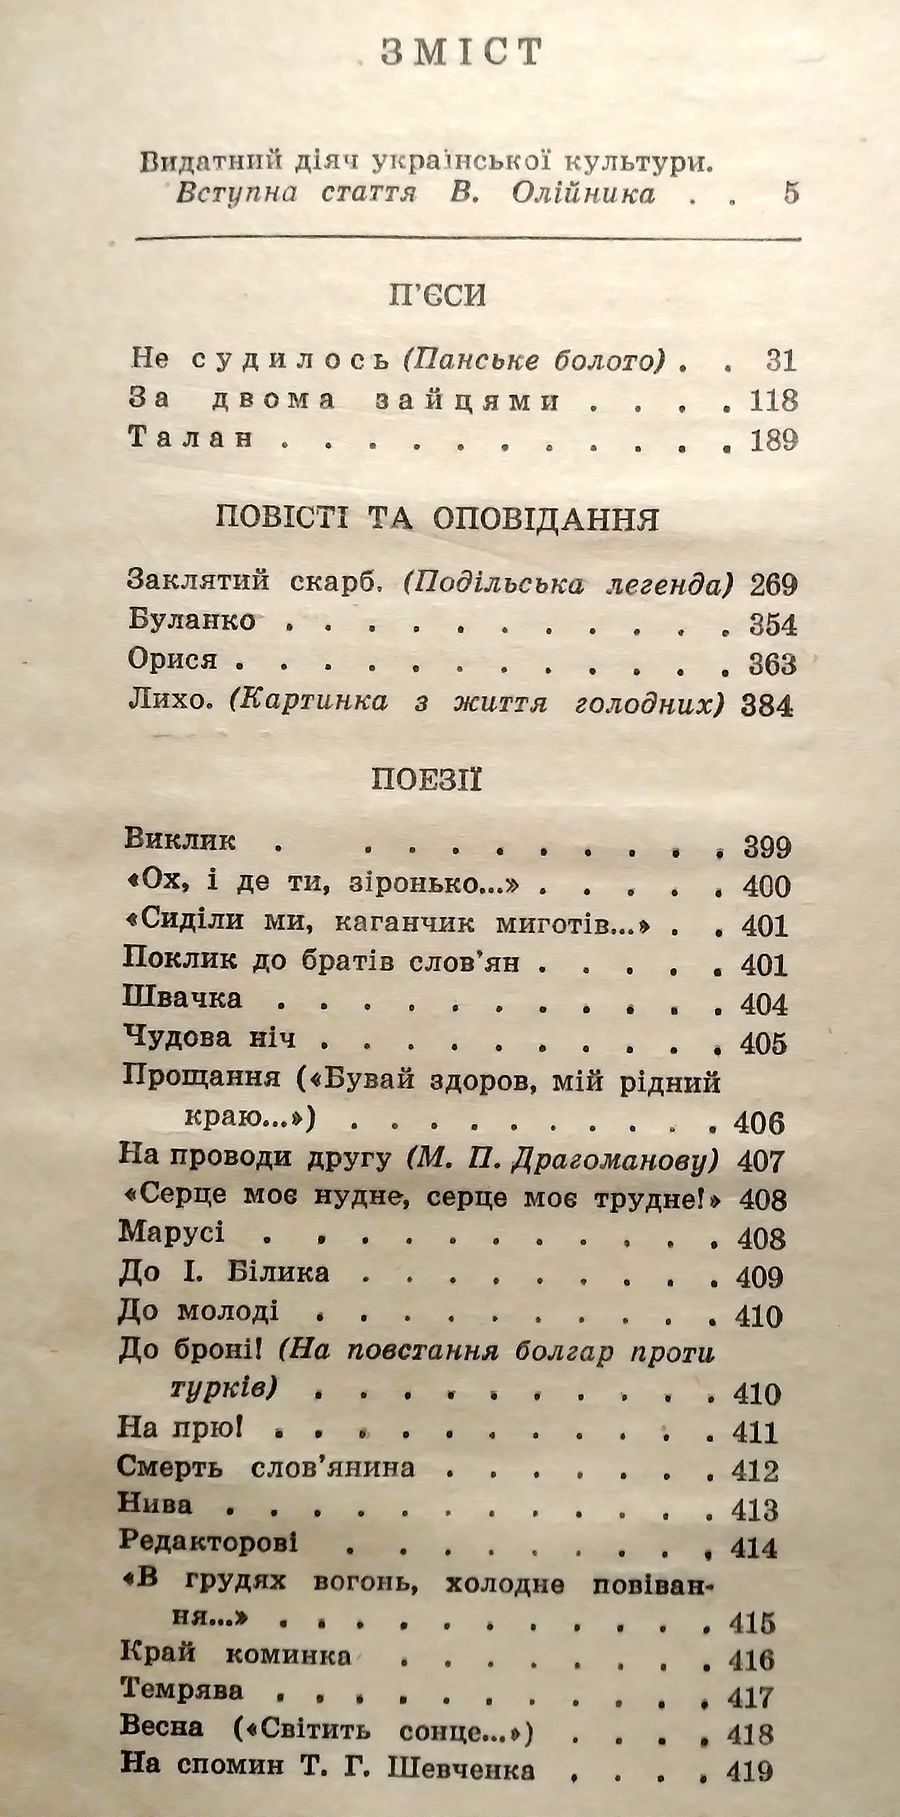 ЗМІСТ
Видатний діяч української культури.
Вступна стаття В. Олійника . . 5
П'ЄСИ
Не судилось (Панське болото) . . 31
За двома зайцями . . . . 118
Талан . . . . . . . . . . . 189
ПОВІСТІ ТА ОПОВІДАННЯ
Заклятий скарб. (Подільська легенда) 269
Буланко . . . . . . . . . . . 354
Орися . . . . . . . . . . . . 363
Лихо. (Картинка з життя голодних) 384
ПОЕЗІЇ
Виклик . . . . . . . . . . 399
«Ох, і де ти, зіронько...» . . . . . 400
«Сиділи ми, каганчик миготів...» . . 401
Поклик до братів слов'ян . . . . . 401
Швачка . . . . . . . . . . . 404
Чудова ніч . . . . . . . . . . 405
Прощання («Бувай здоров, мій рідний
краю...») . . . . . . . . . 406
На проводи другу (М. П. Драгоманову) 407
«Серце моє нудне, серце моє трудне!» 408
Марусі . . . . . . . . . . . 408
До І. Білика . . . . . . . . . 409
До молоді . . . . . . . . . . 410
До броні! (На повстання болгар проти
турків) . . . . . . . . . . 410
На прю! . . . . . . . . . . . 411
Смерть слов'янина . . . . . . . 412
Нива . . . . . . . . . . . . 413
Редакторові . . . . . . . . . 414
«В грудях вогонь, холодне повіван-
ня...» . . . . . . . . . . . 415
Край коминка . . . . . . . . 416
Темрява . . . . . . . . . . . 417
Весна («Світить сонце...») . . . . 418
На спомин Т. Г. Шевченка . . . . 419